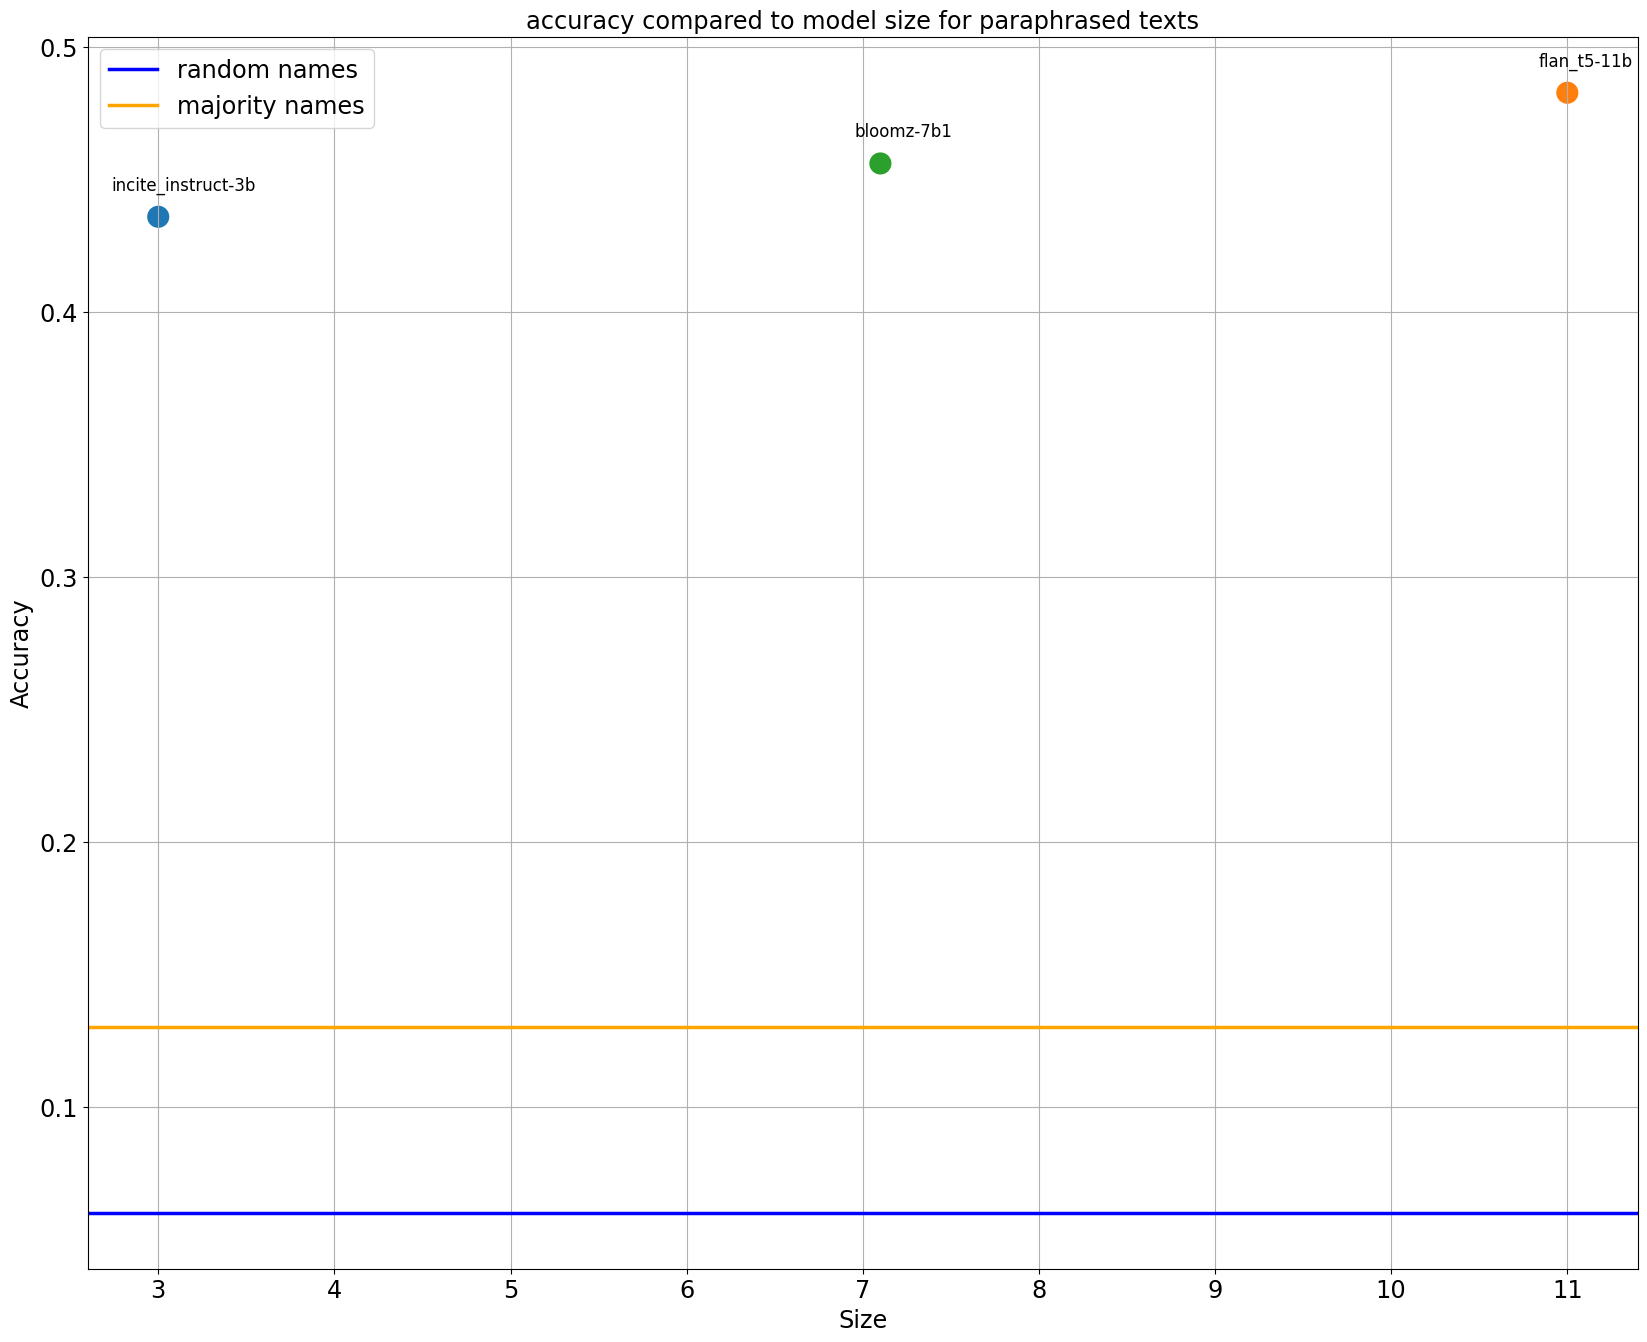 accuracy compared to model size for paraphrased texts
random names
majority names
flan_t5-11b
bloomz-7b1
incite_instruct-3b
0.5
0.4
0.3
0.2
0.1
Accuracy
3 4 5 6 7 8 9 10 11
Size